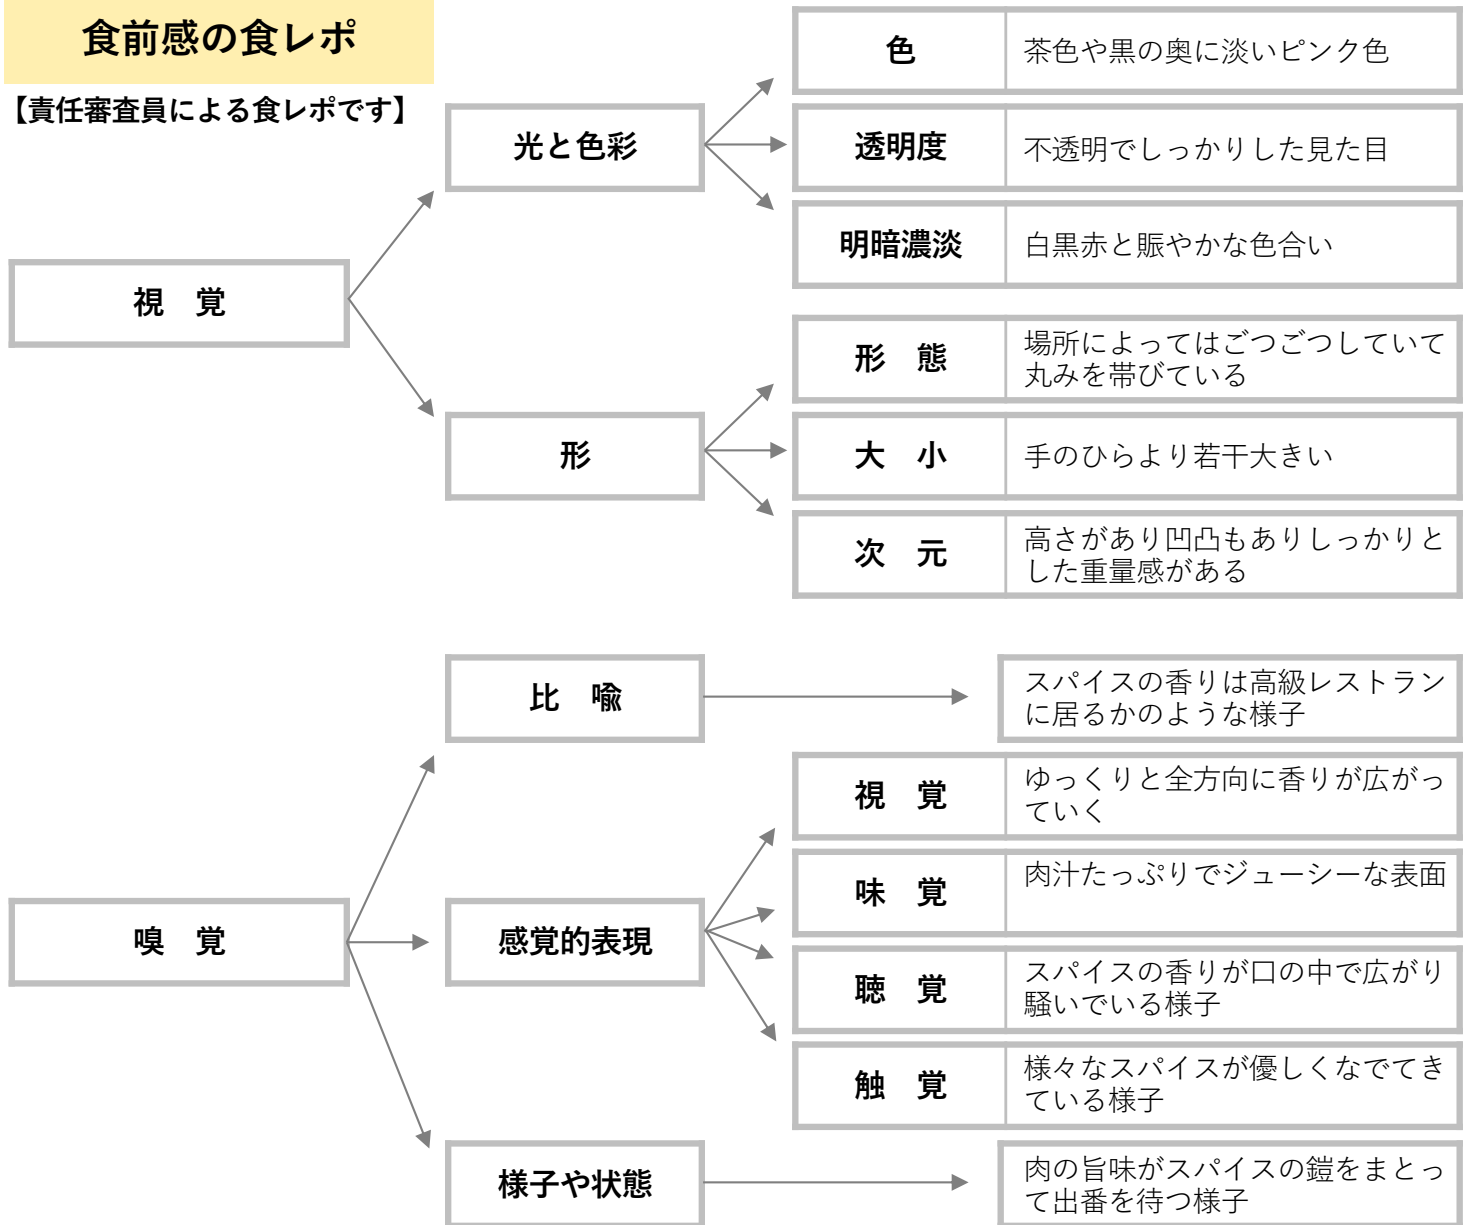 食前感の食レポ
【責任審査員による食レポです】
視　覚
光と色彩
色
茶色や黒の奥に淡いピンク色
透明度
不透明でしっかりした見た目
明暗濃淡
白黒赤と賑やかな色合い
形
形　態
場所によってはごつごつしていて
丸みを帯びている
大　小
手のひらより若干大きい
次　元
高さがあり凹凸もありしっかりと
した重量感がある
嗅　覚
比　喩
スパイスの香りは高級レストラン
に居るかのような様子
感覚的表現
視　覚
ゆっくりと全方向に香りが広がっ
ていく
味　覚
肉汁たっぷりでジューシーな表面
聴　覚
スパイスの香りが口の中で広がり
騒いでいる様子
触　覚
様々なスパイスが優しくなでてき
ている様子
様子や状態
肉の旨味がスパイスの鎧をまとっ
て出番を待つ様子